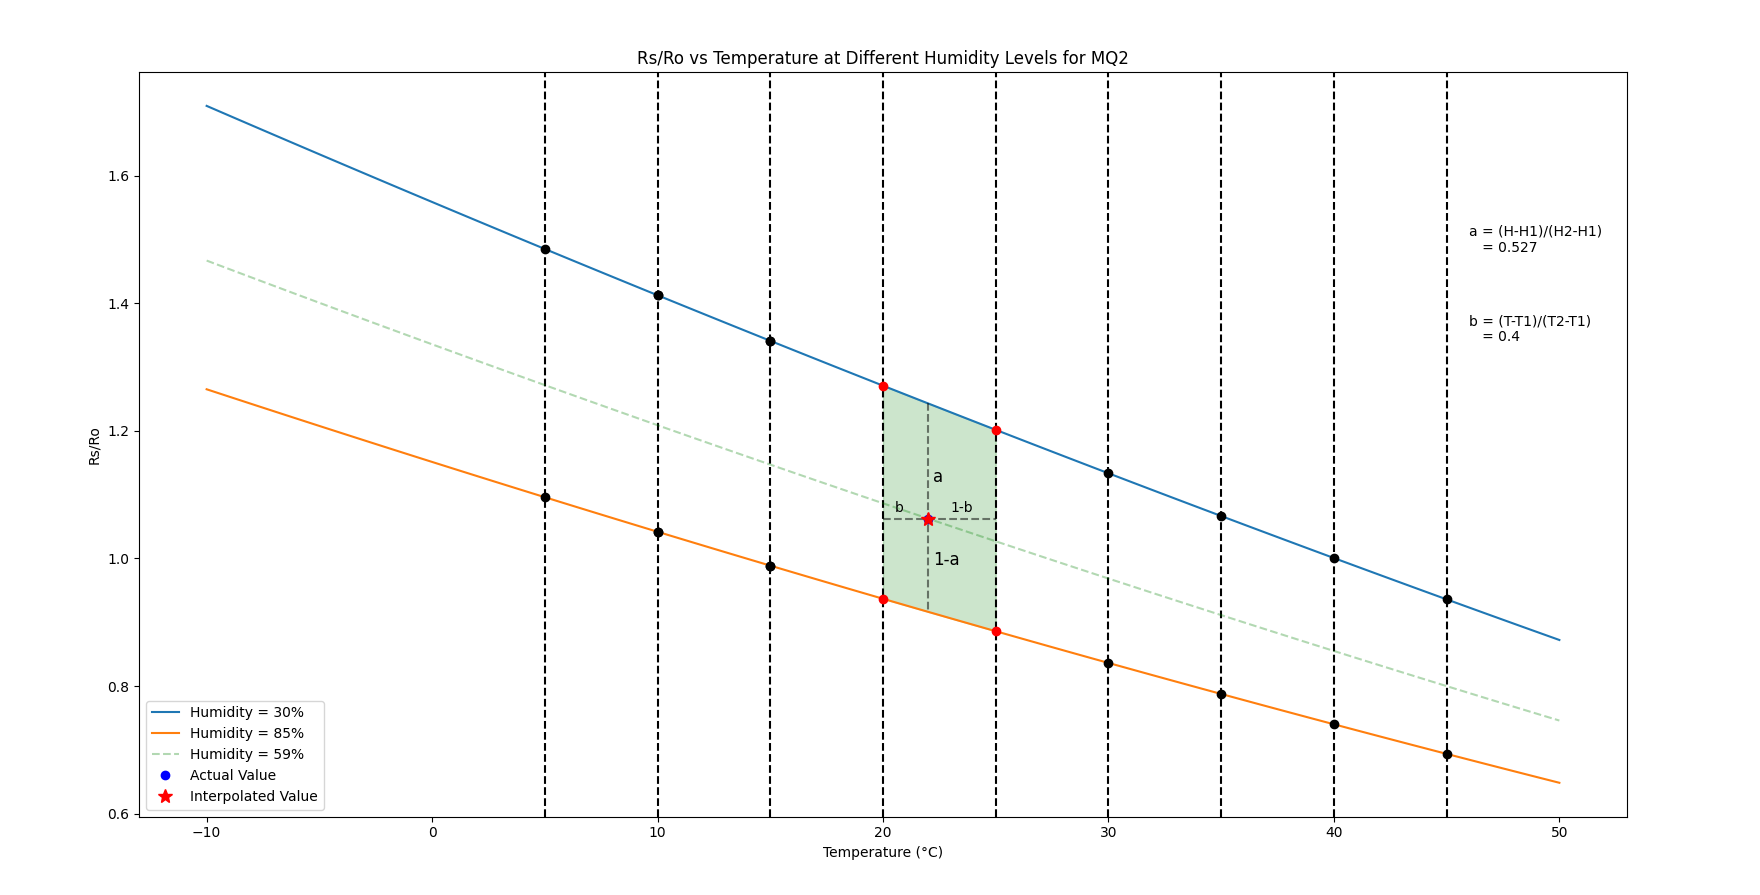 Rs/Ro vs Temperature at Different Humidity Levels for MQ2
Rs/Ro
1.6
1.4
1.2
1.0
0.8
0.6
a = (H-H1)/(H2-H1)
= 0.527
b = (T-T1)/(T2-T1)
= 0.4
a
b
1-b
1-a
Humidity = 30%
Humidity = 85%
Humidity = 59%
Actual Value
Interpolated Value
−10
0
10
20
30
40
50
Temperature (°C)